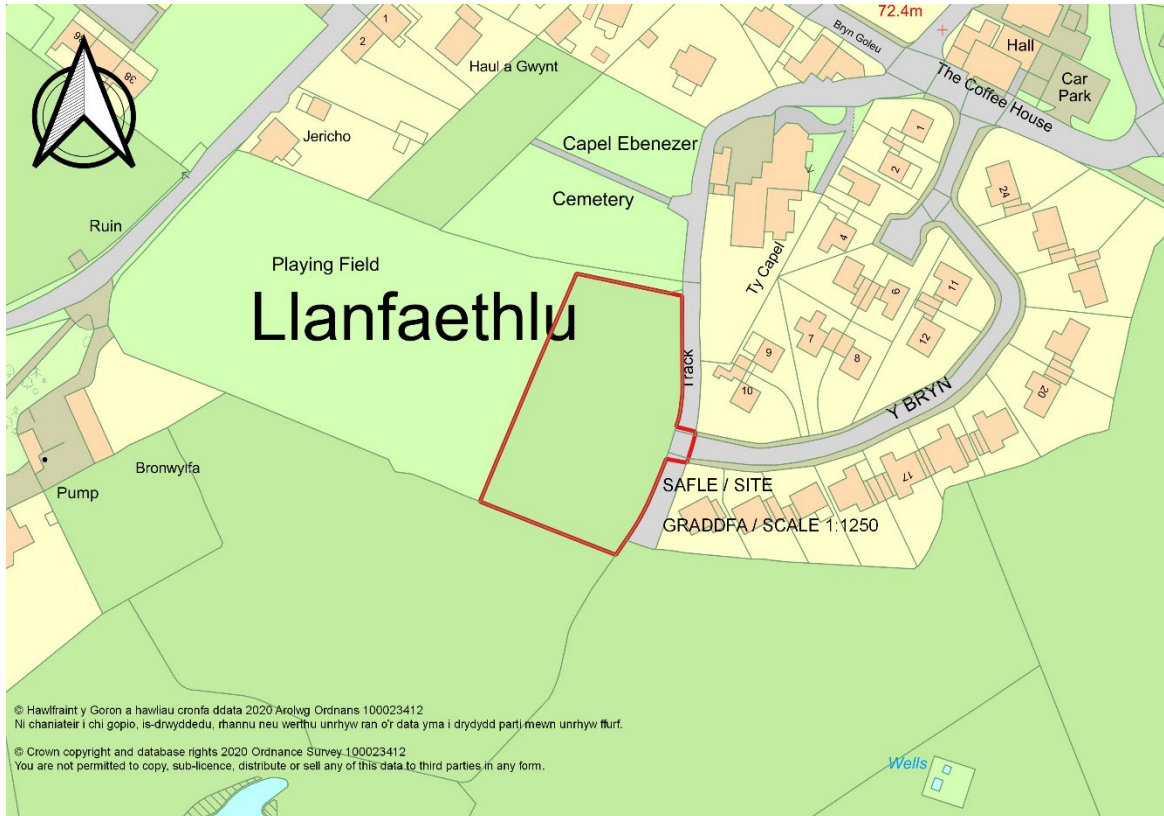 72.4m
Bryn Goleu
Hall
The Coffee House
Car
Park
1
2
36
38
Haul a Gwynt
Jericho
Capel Ebenezer
Cemetery
1
2
24
4
Ty Capel
Ruin
Playing Field
Llanfaethlu
6
11
7
12
8
9
10
Track
20
Y BRYN
Bronwylfa
Pump
17
SAFLE / SITE
GRADDFA / SCALE 1:1250
© Hawlfraint y Goron a hawliau cronfa ddata 2020 Arolwg Ordnans 100023412
Ni chaniateir i chi gopio, is-drwyddedu, rhannu neu werthu unrhyw ran o'r data yma i drydydd parti mewn unrhyw ffurf.
© Crown copyright and database rights 2020 Ordnance Survey 100023412
You are not permitted to copy, sub-licence, distribute or sell any of this data to third parties in any form.
Wells